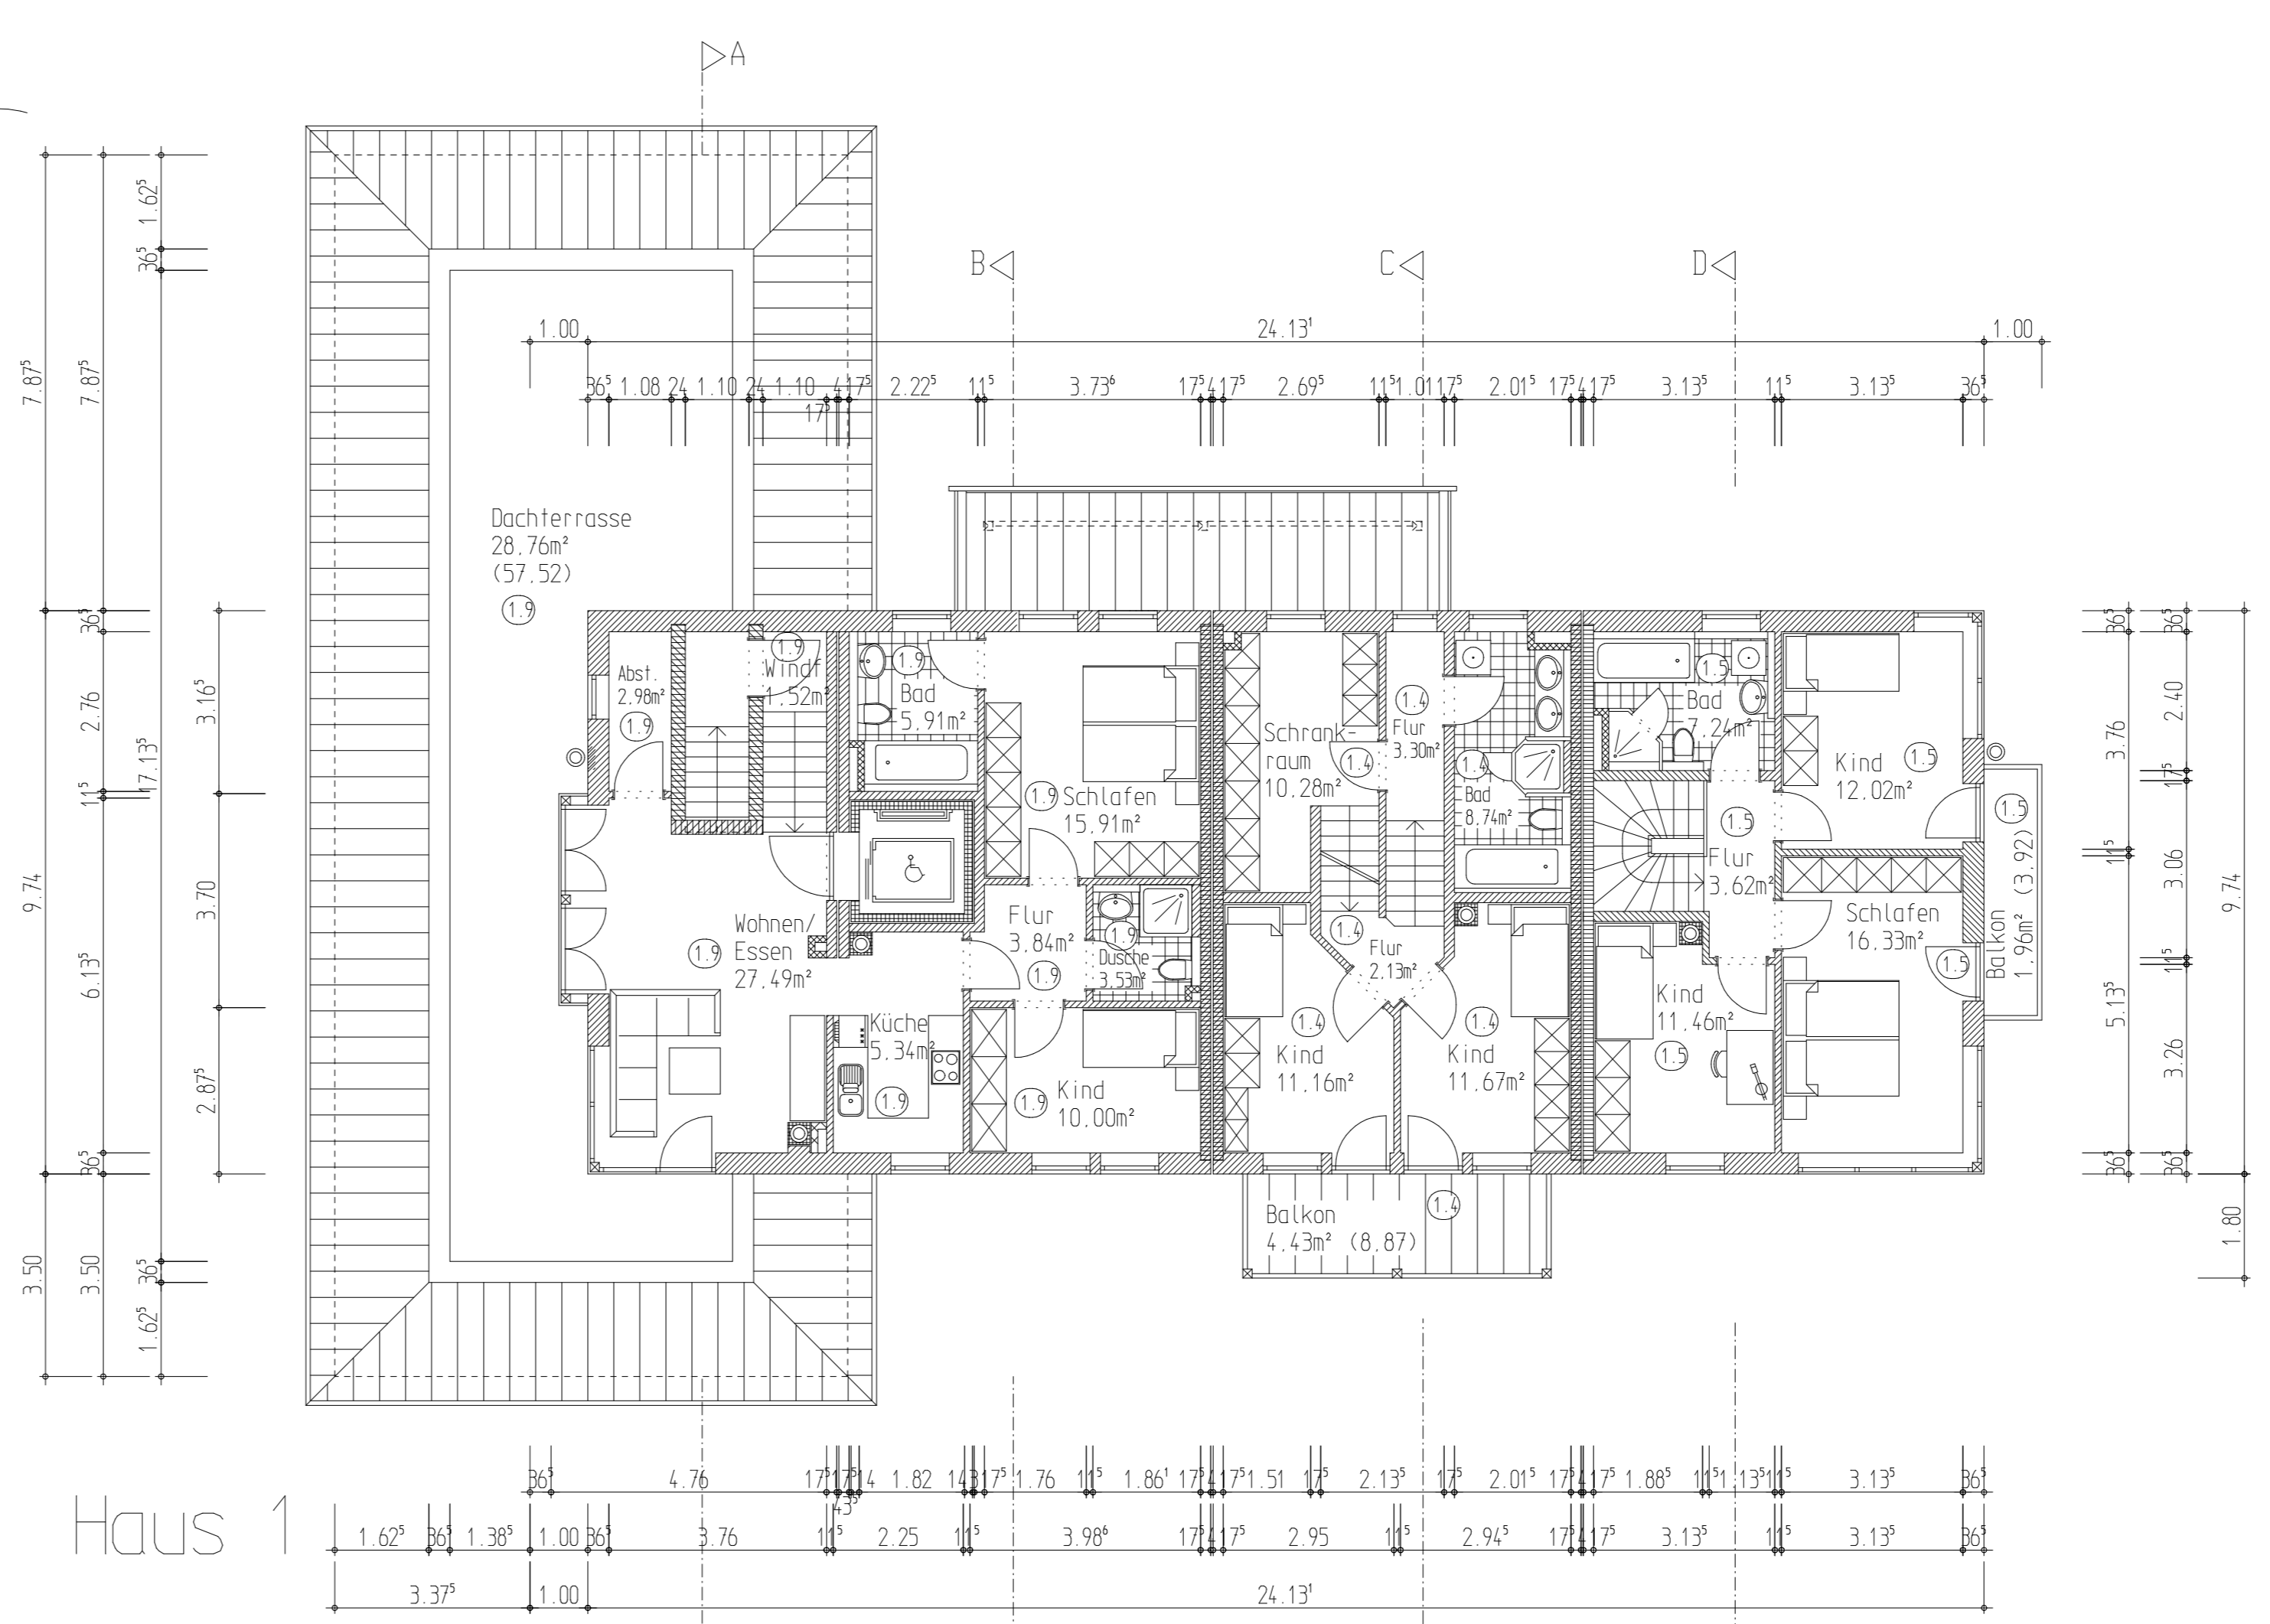 A
B
C
D
1.00
24.13¹
1.00
36⁵ 1.08 24 1.10 24 1.10 17⁵ 4 17⁵ 2.22⁵ 11⁵ 3.73⁶ 17⁵ 4 17⁵ 2.69⁵ 11⁵ 1.01 17⁵ 2.01⁵ 17⁵ 4 17⁵ 3.13⁵ 11⁵ 3.13⁵ 36⁵
7.87⁵
9.74
3.50
7.87⁵
36⁵
2.76
11⁵
6.13⁵
36⁵
3.50
1.62⁵
36⁵
17.13⁵
36⁵
1.62⁵
3.16⁵
3.70
2.87⁵
Dachterrasse
28,76m²
(57,52)
1.9
Abst.
2,98m²
1.9
1.9
Windf
1,52m²
1.9
Bad
5,91m²
1.9
Schlafen
15,91m²
Wohnen/
Essen
27,49m²
1.9
Flur
3,84m²
1.9
1.9
Dusche
3,53m²
Küche
5,34m²
1.9
1.9
Kind
10,00m²
Schrank-
raum
10,28m²
1.4
1.4
Flur
3,30m²
1.4
Bad
8,74m²
1.4
Flur
2,13m²
1.4
Kind
11,16m²
1.4
Kind
11,67m²
Balkon
4,43m² (8,87)
1.4
1.5
Bad
7,24m²
1.5
Kind
12,02m²
1.5
Flur
3,62m²
Schlafen
16,33m²
1.5
Kind
11,46m²
1.5
1.5
Balkon
1,96m² (3,92)
36⁵
3.76
17⁵
11⁵
5.13⁵
36⁵
36⁵
2.40
17⁵
3.06
11⁵
3.26
36⁵
9.74
1.80
Haus 1
36⁵ 4.76 17⁵ 17⁵ 14 1.82 14 3 17⁵ 1.76 11⁵ 1.86¹ 17⁵ 4 17⁵ 1.51 17⁵ 2.13⁵ 17⁵ 2.01⁵ 17⁵ 4 17⁵ 1.88⁵ 11⁵ 1.13⁵ 11⁵ 3.13⁵ 36⁵
1.62⁵ 36⁵ 1.38⁵ 1.00 36⁵ 3.76 11⁵ 2.25 11⁵ 3.98⁶ 17⁵ 4 17⁵ 2.95 11⁵ 2.94⁵ 17⁵ 4 17⁵ 3.13⁵ 11⁵ 3.13⁵ 36⁵
3.37⁵ 1.00 24.13¹